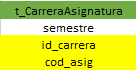 t_CarreraAsignatura
semestre
id_carrera
cod_asig